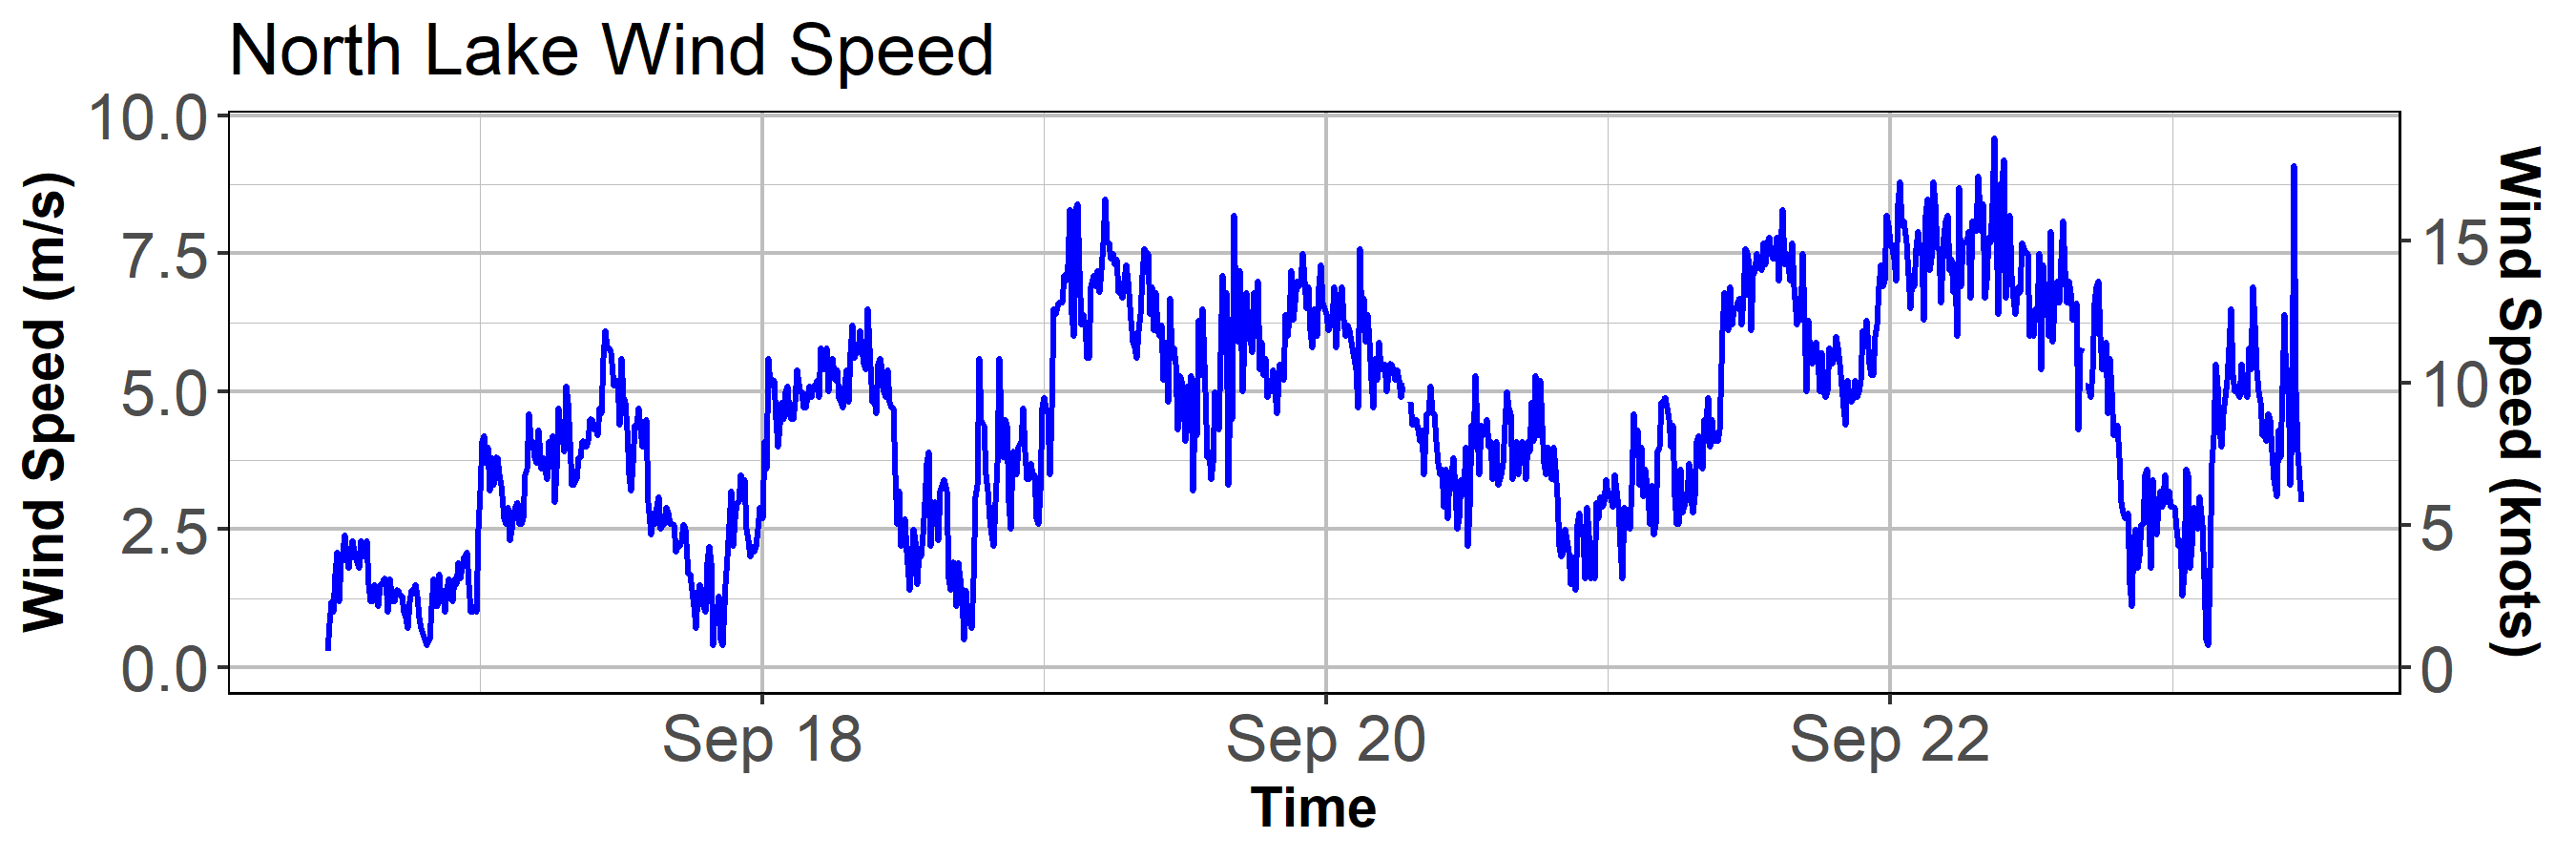 North Lake Wind Speed
10.0
7.5
5.0
2.5
0.0
Wind Speed (m/s)
15
10
5
0
Wind Speed (knots)
Sep 18
Sep 20
Sep 22
Time